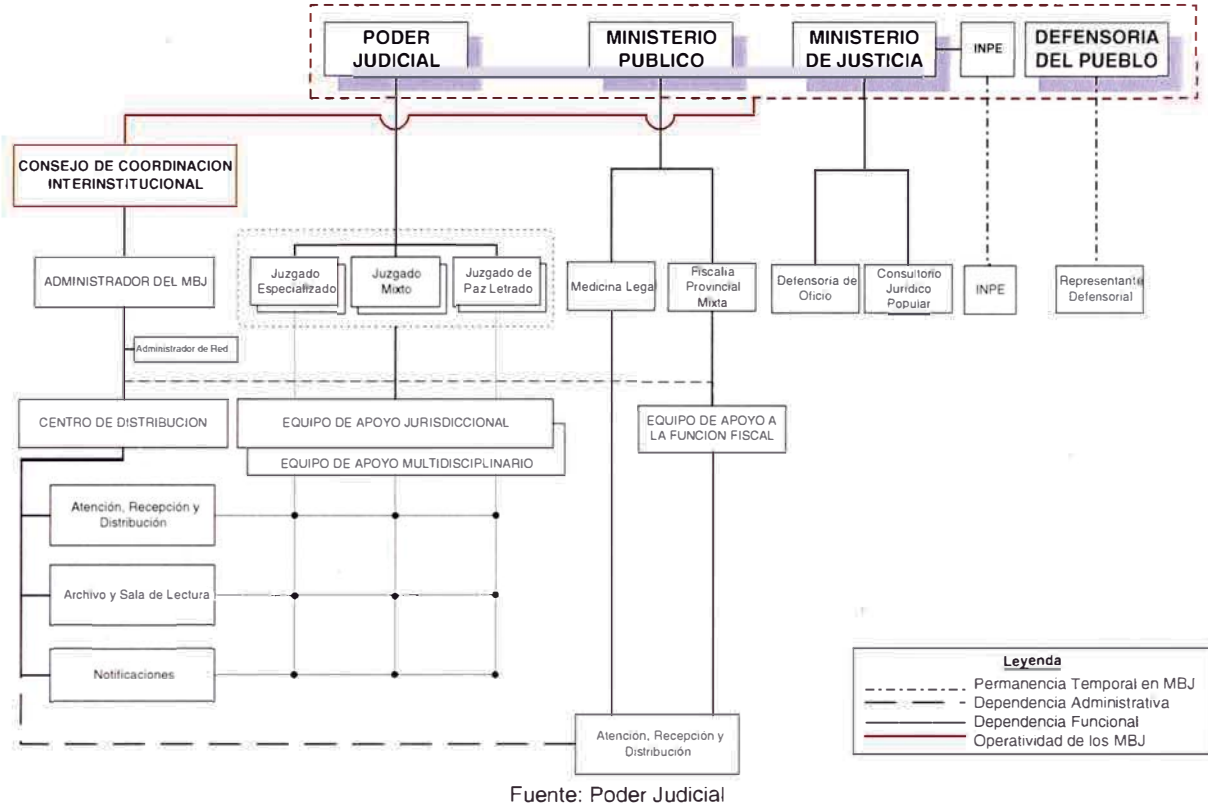 PODER
JUDICIAL
MINISTERIO
PUBLICO
MINISTERIO
DE JUSTICIA
INPE
DEFENSORIA
DEL PUEBLO
CONSEJO DE COORDINACION
INTERINSTITUCIONAL
ADMINISTRADOR DEL MBJ
Juzgado
Especializado
Juzgado
Mixto
Juzgado de
Paz Letrado
Medicina Legal
Fiscalia
Provincial
Mixta
Defensoria de
Oficio
Consultorio
Jurídico
Popular
INPE
Representante
Defensorial
Administrador de Red
CENTRO DE DISTRIBUCION
EQUIPO DE APOYO JURISDICCIONAL
EQUIPO DE APOYO MULTIDISCIPLINARIO
EQUIPO DE APOYO A
LA FUNCION FISCAL
Atención, Recepción y
Distribución
Archivo y Sala de Lectura
Notificaciones
Atención, Recepción y
Distribución
Leyenda
Permanencia Temporal en MBJ
Dependencia Administrativa
Dependencia Funcional
Operatividad de los MBJ
Fuente: Poder Judicial